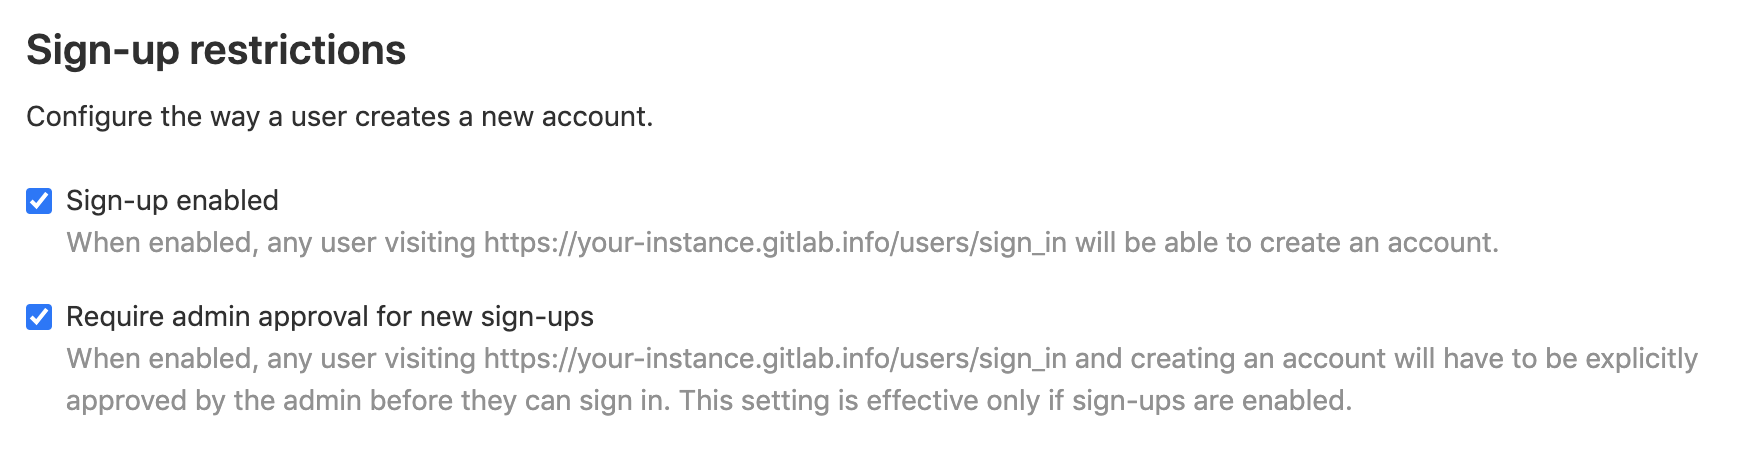 Sign-up restrictions
Configure the way a user creates a new account.
Sign-up enabled
When enabled, any user visiting https://your-instance.gitlab.info/users/sign_in will be able to create an account.
Require admin approval for new sign-ups
When enabled, any user visiting https://your-instance.gitlab.info/users/sign_in and creating an account will have to be explicitly
approved by the admin before they can sign in. This setting is effective only if sign-ups are enabled.